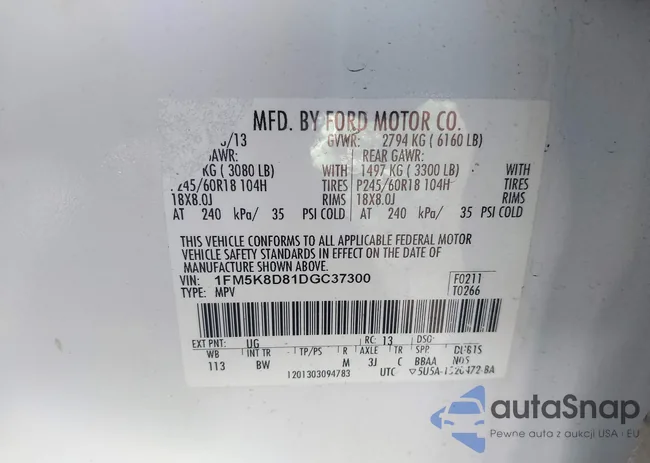 MFD. BY FORD MOTOR CO.
/13 GVWR: 2794 KG ( 6160 LB)
GAWR: REAR GAWR:
KG ( 3080 LB) WITH 1497 KG ( 3300 LB) WITH
P245/60R18 104H TIRES P245/60R18 104H TIRES
18X8.0J RIMS 18X8.0J RIMS
AT 240 kPa/ 35 PSI COLD AT 240 kPa/ 35 PSI COLD
THIS VEHICLE CONFORMS TO ALL APPLICABLE FEDERAL MOTOR
VEHICLE SAFETY STANDARDS IN EFFECT ON THE DATE OF
MANUFACTURE SHOWN ABOVE.
VIN: 1FM5K8D81DGC37300 F0211
TYPE: MPV T0266
EXT PNT: UG RC: 13 DSO:
WB INT TR TP/PS R AXLE TR SPR
113 BW M 3J C BBAA
1201303094783 UTC
autaSnap
Pewne auta z aukcji USA i EU